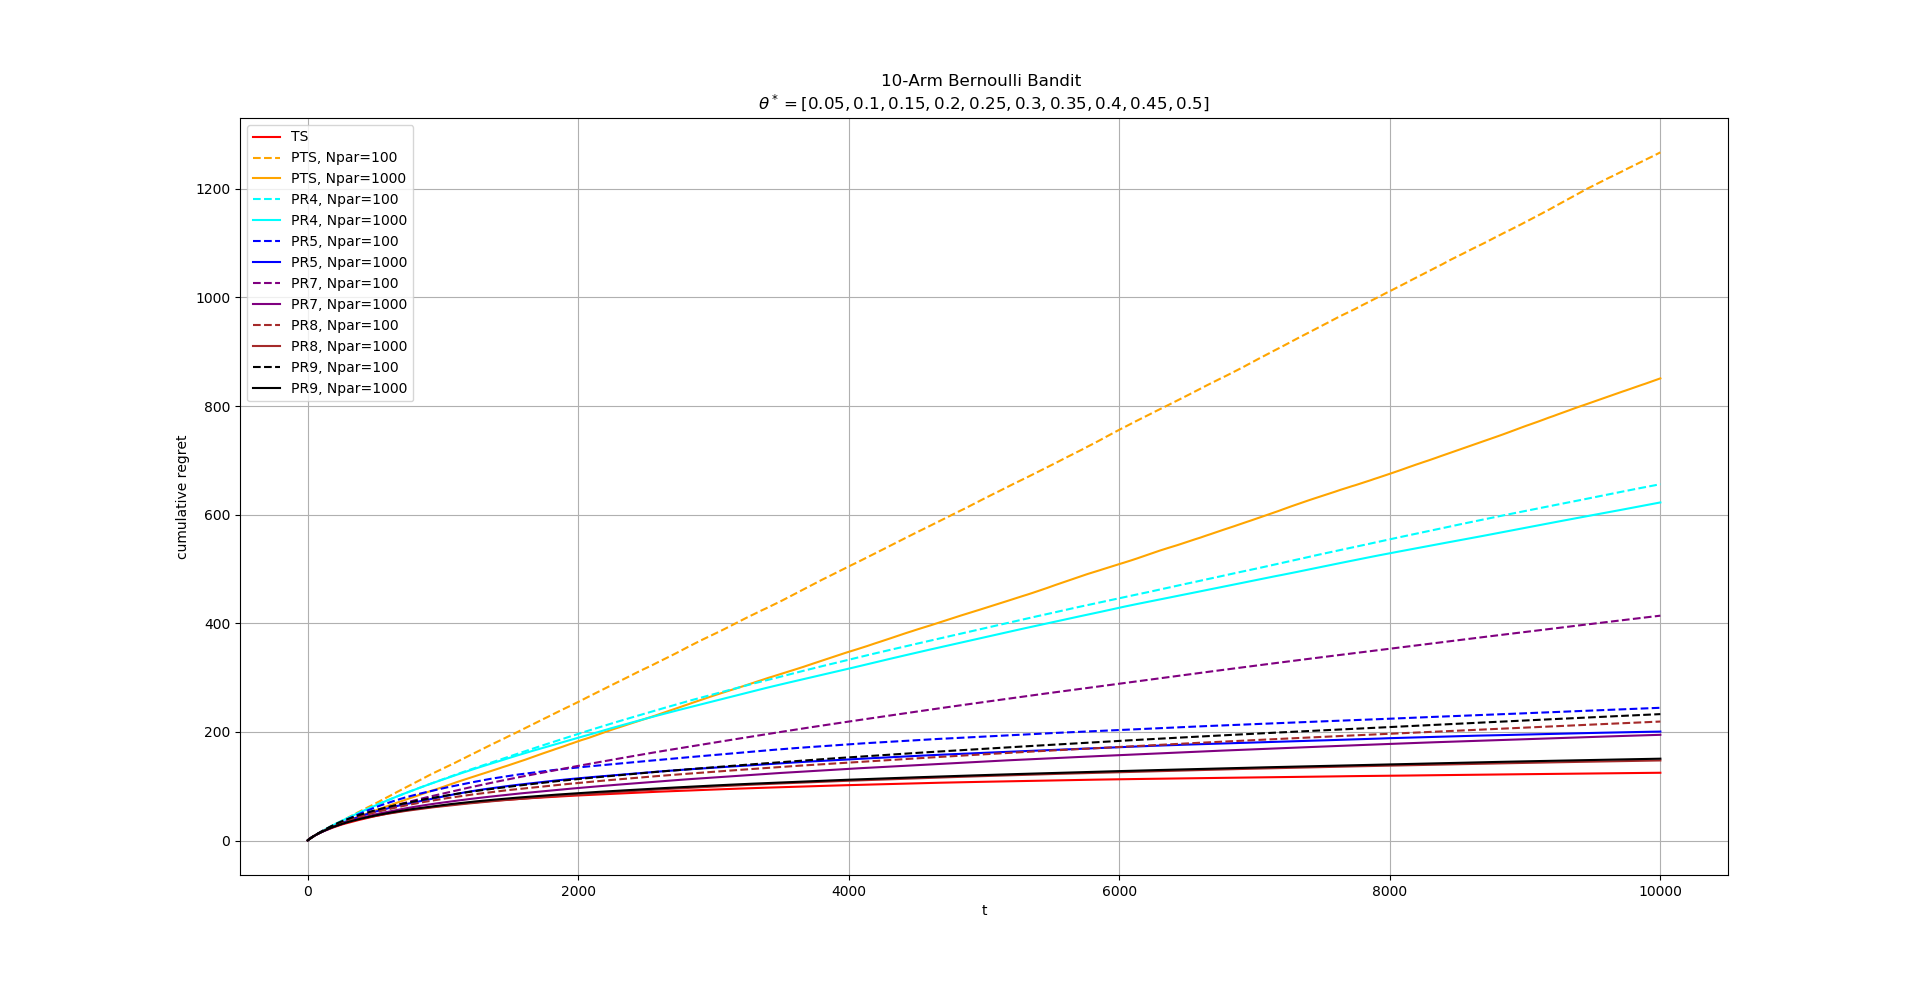 10-Arm Bernoulli Bandit
θ* = [0.05, 0.1, 0.15, 0.2, 0.25, 0.3, 0.35, 0.4, 0.45, 0.5]
TS
PTS, Npar=100
PTS, Npar=1000
PR4, Npar=100
PR4, Npar=1000
PR5, Npar=100
PR5, Npar=1000
PR7, Npar=100
PR7, Npar=1000
PR8, Npar=100
PR8, Npar=1000
PR9, Npar=100
PR9, Npar=1000
cumulative regret
1200
1000
800
600
400
200
0
0 2000 4000 6000 8000 10000
t